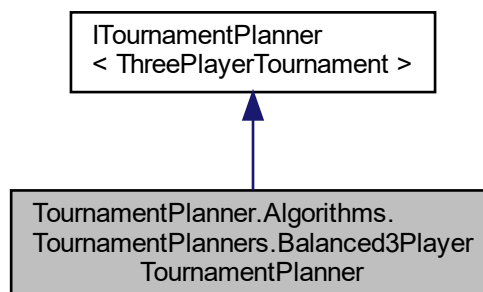 ITournamentPlanner
< ThreePlayerTournament >
TournamentPlanner.Algorithms.
TournamentPlanners.Balanced3Player
TournamentPlanner